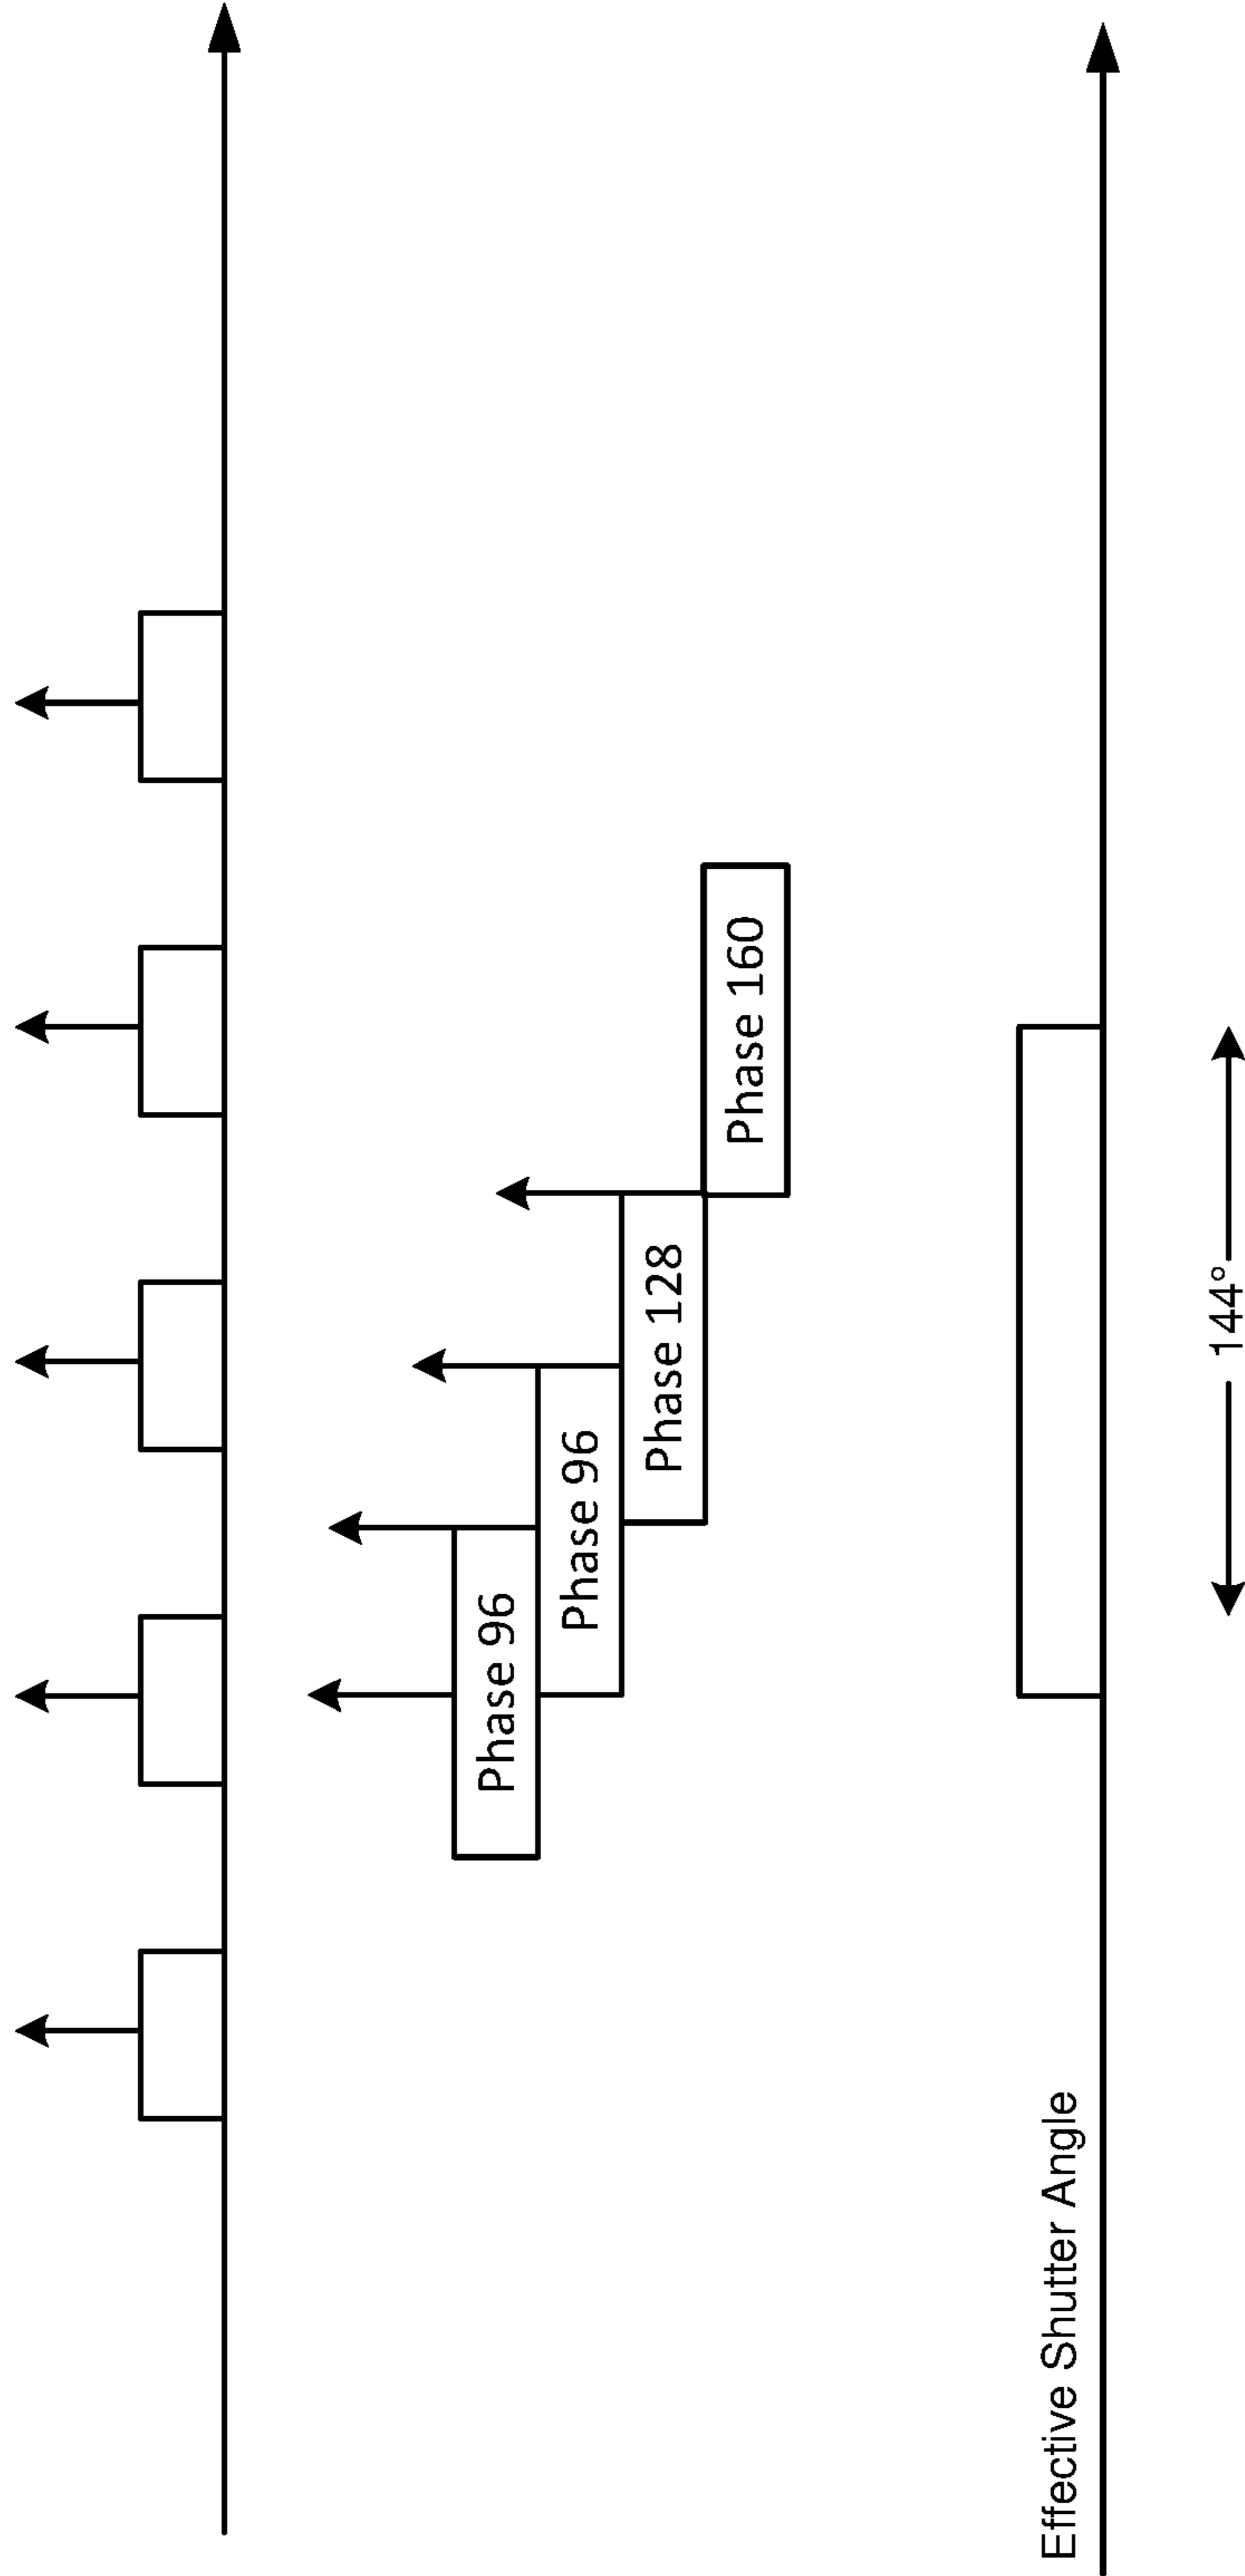 Phase 96
Phase 96
Phase 128
Phase 160
Effective Shutter Angle
144°